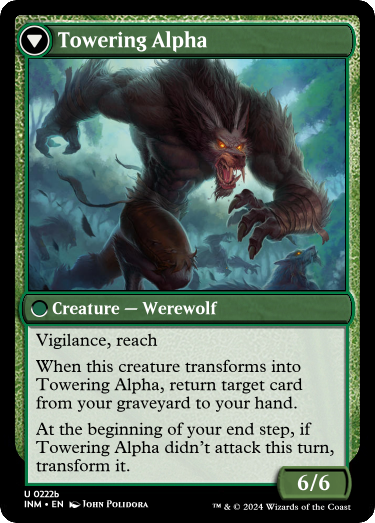 Towering Alpha
Creature — Werewolf
Vigilance, reach
When this creature transforms into
Towering Alpha, return target card
from your graveyard to your hand.
At the beginning of your end step, if
Towering Alpha didn't attack this turn,
transform it.
6/6
U 0222b
INM • EN John Polidora
™ & © 2024 Wizards of the Coast